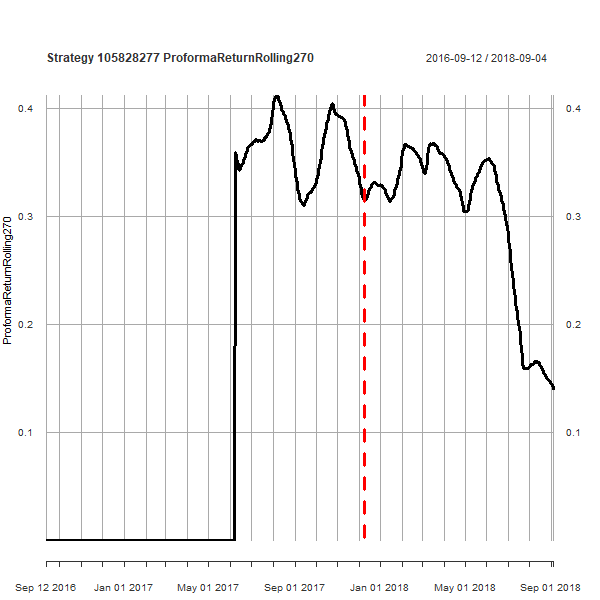 Strategy 105828277 ProformaReturnRolling270
2016-09-12 / 2018-09-04
0.4
0.4
0.3
0.3
0.2
0.2
0.1
0.1
ProformaReturnRolling270
Sep 12 2016
Jan 01 2017
May 01 2017
Sep 01 2017
Jan 01 2018
May 01 2018
Sep 01 2018